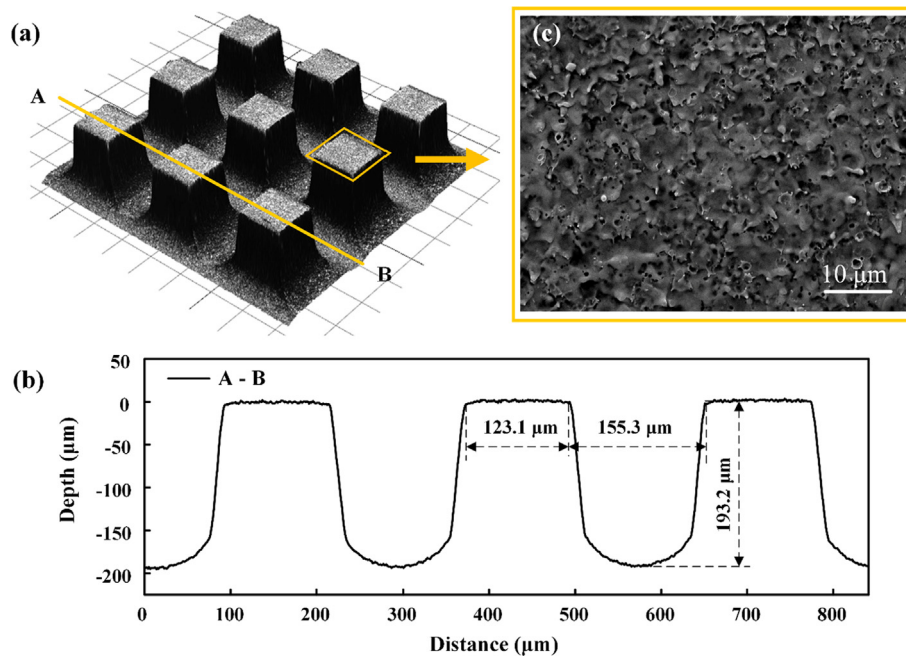 (a)
A
B
(c)
10 μm
(b)
A - B
50
0
-50
-100
-150
-200
Depth (μm)
123.1 μm
155.3 μm
193.2 μm
0
100
200
300
400
500
600
700
800
Distance (μm)